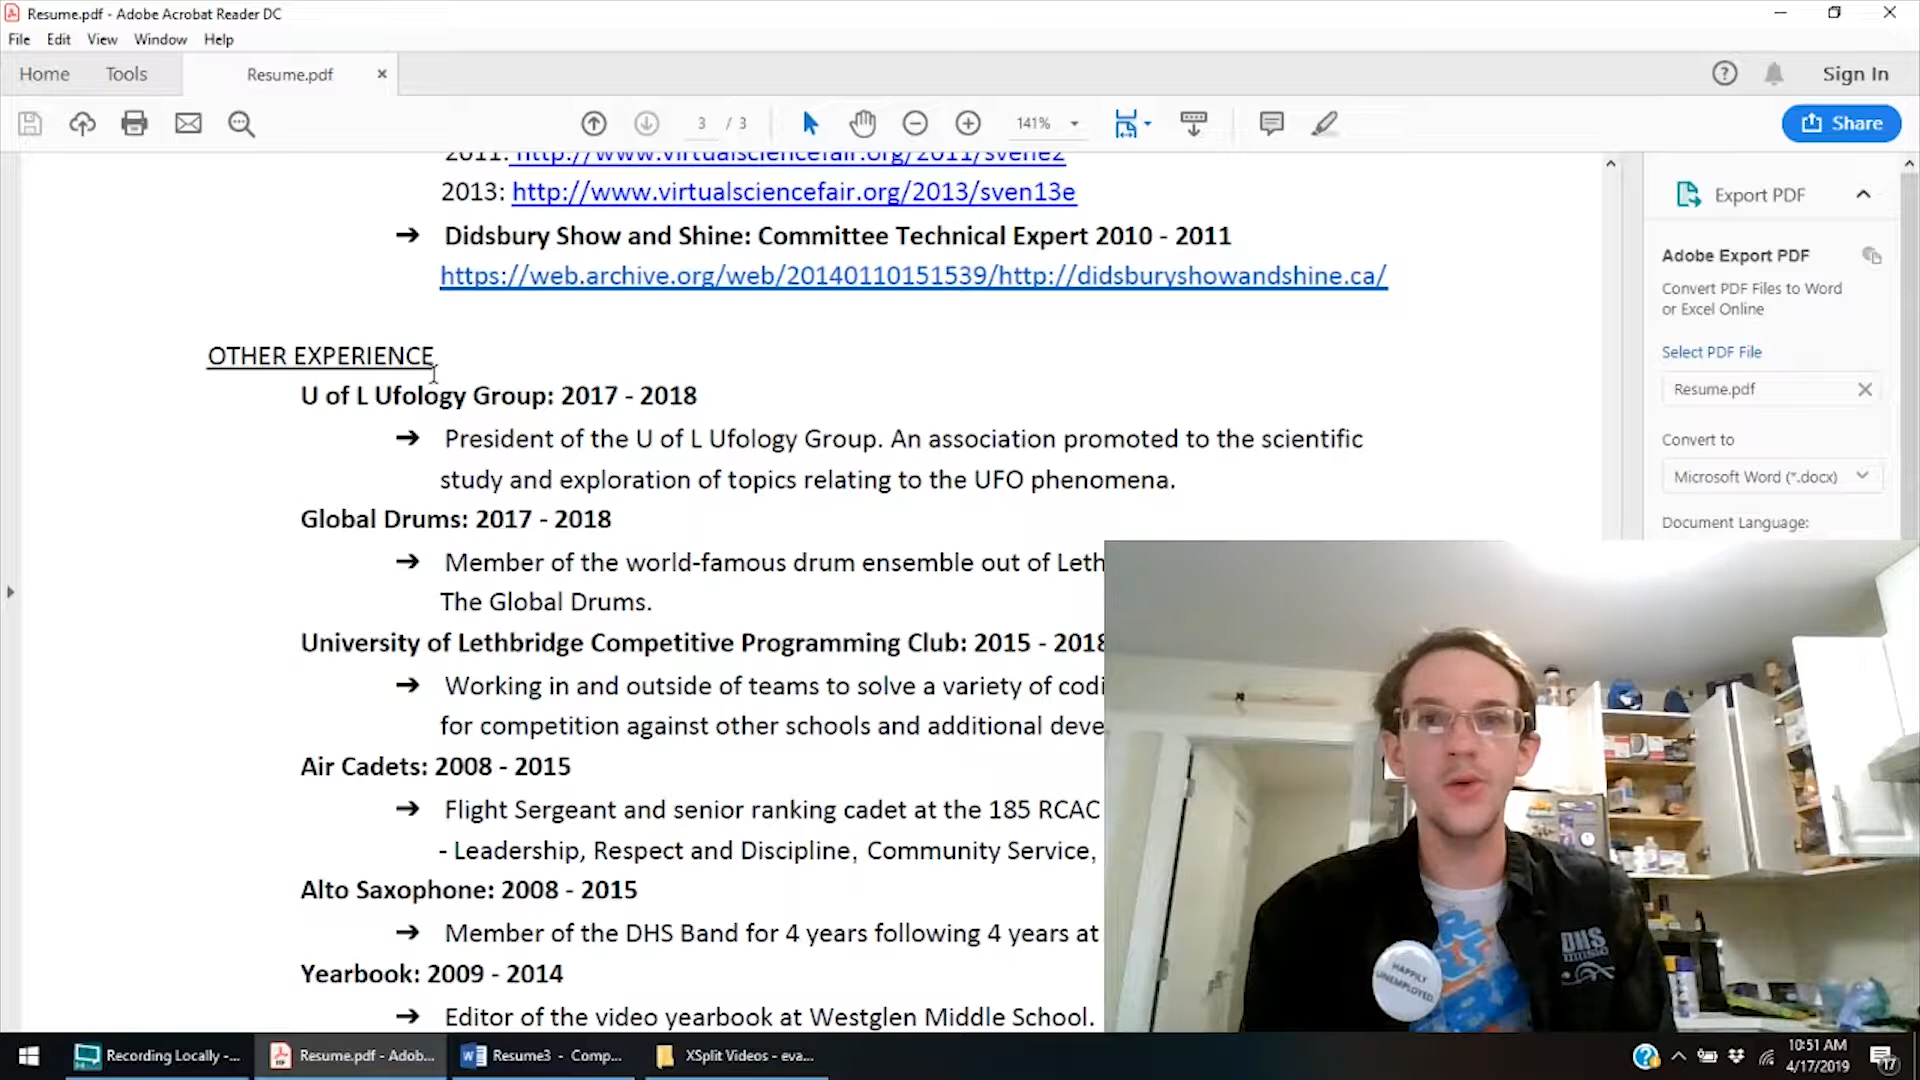 Resume.pdf - Adobe Acrobat Reader DC
File Edit View Window Help
Home Tools Resume.pdf Sign In
3 / 3 141% Share
2011: http://www.virtualsciencefair.org/2011/svene2
2013: http://www.virtualsciencefair.org/2013/sven13e
➔ Didsbury Show and Shine: Committee Technical Expert 2010 - 2011
https://web.archive.org/web/20140110151539/http://didsburyshowandshine.ca/
OTHER EXPERIENCE
U of L Ufology Group: 2017 - 2018
➔ President of the U of L Ufology Group. An association promoted to the scientific
study and exploration of topics relating to the UFO phenomena.
Global Drums: 2017 - 2018
➔ Member of the world-famous drum ensemble out of Leth
The Global Drums.
University of Lethbridge Competitive Programming Club: 2015 - 2018
➔ Working in and outside of teams to solve a variety of codi
for competition against other schools and additional deve
Air Cadets: 2008 - 2015
➔ Flight Sergeant and senior ranking cadet at the 185 RCAC
- Leadership, Respect and Discipline, Community Service,
Alto Saxophone: 2008 - 2015
➔ Member of the DHS Band for 4 years following 4 years at
Yearbook: 2009 - 2014
➔ Editor of the video yearbook at Westglen Middle School.
Export PDF
Adobe Export PDF
Convert PDF Files to Word
or Excel Online
Select PDF File
Resume.pdf
Convert to
Microsoft Word (*.docx)
Document Language:
DHS
music
HAPPILY
UNEMPLOYED
Recording Locally -... Resume.pdf - Adob... Resume3 - Comp... XSplit Videos - eva...
10:51 AM
4/17/2019
17